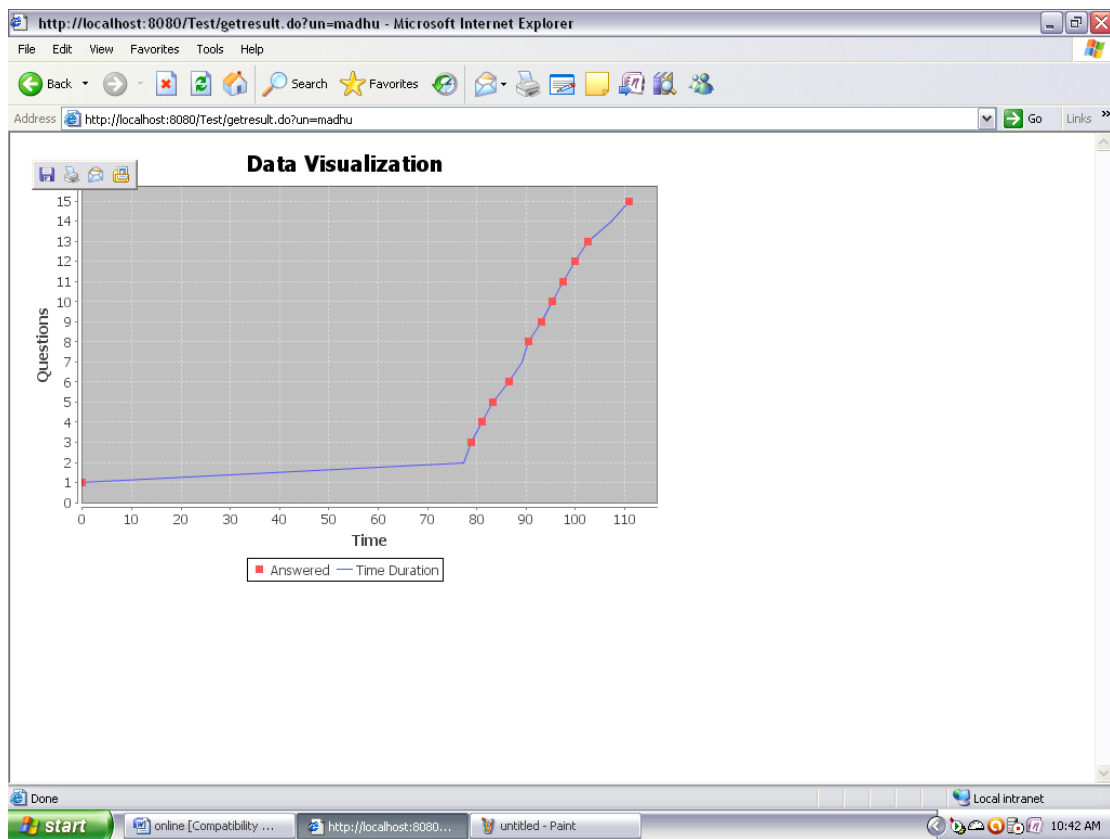 http://localhost:8080/Test/getresult.do?un=madhu - Microsoft Internet Explorer
File Edit View Favorites Tools Help
Back Search Favorites
Address http://localhost:8080/Test/getresult.do?un=madhu Go Links »
Data Visualization
15
14
13
12
11
10
9
8
7
6
5
4
3
2
1
0
Questions
0 10 20 30 40 50 60 70 80 90 100 110
Time
Answered Time Duration
Done Local intranet
start online [Compatibility ... http://localhost:8080... untitled - Paint 10:42 AM